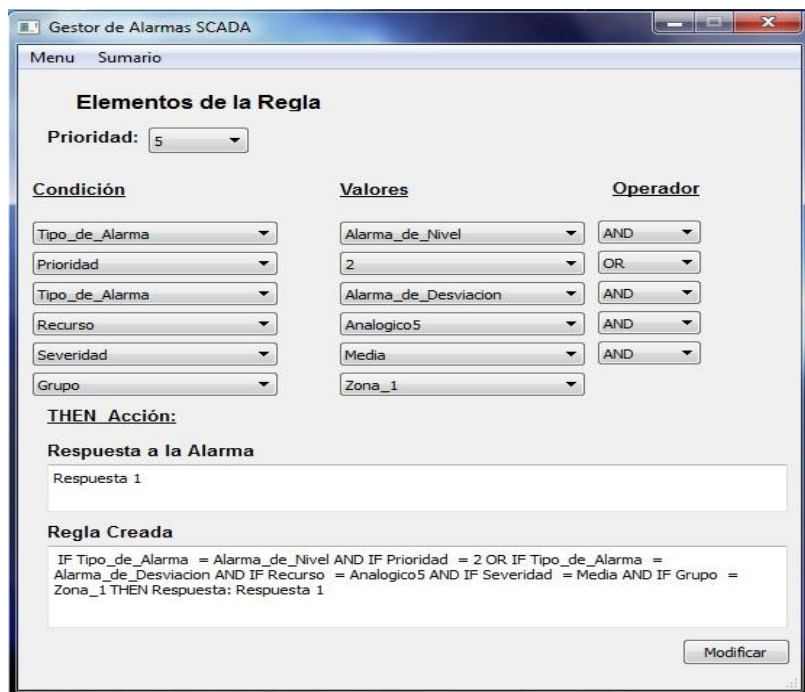 Gestor de Alarmas SCADA
Menu Sumario
Elementos de la Regla
Prioridad: 5
Condición Valores Operador
Tipo_de_Alarma Alarma_de_Nivel AND
Prioridad 2 OR
Tipo_de_Alarma Alarma_de_Desviacion AND
Recurso Analogico5 AND
Severidad Media AND
Grupo Zona_1
THEN Acción:
Respuesta a la Alarma
Respuesta 1
Regla Creada
IF Tipo_de_Alarma = Alarma_de_Nivel AND IF Prioridad = 2 OR IF Tipo_de_Alarma =
Alarma_de_Desviacion AND IF Recurso = Analogico5 AND IF Severidad = Media AND IF Grupo =
Zona_1 THEN Respuesta: Respuesta 1
Modificar